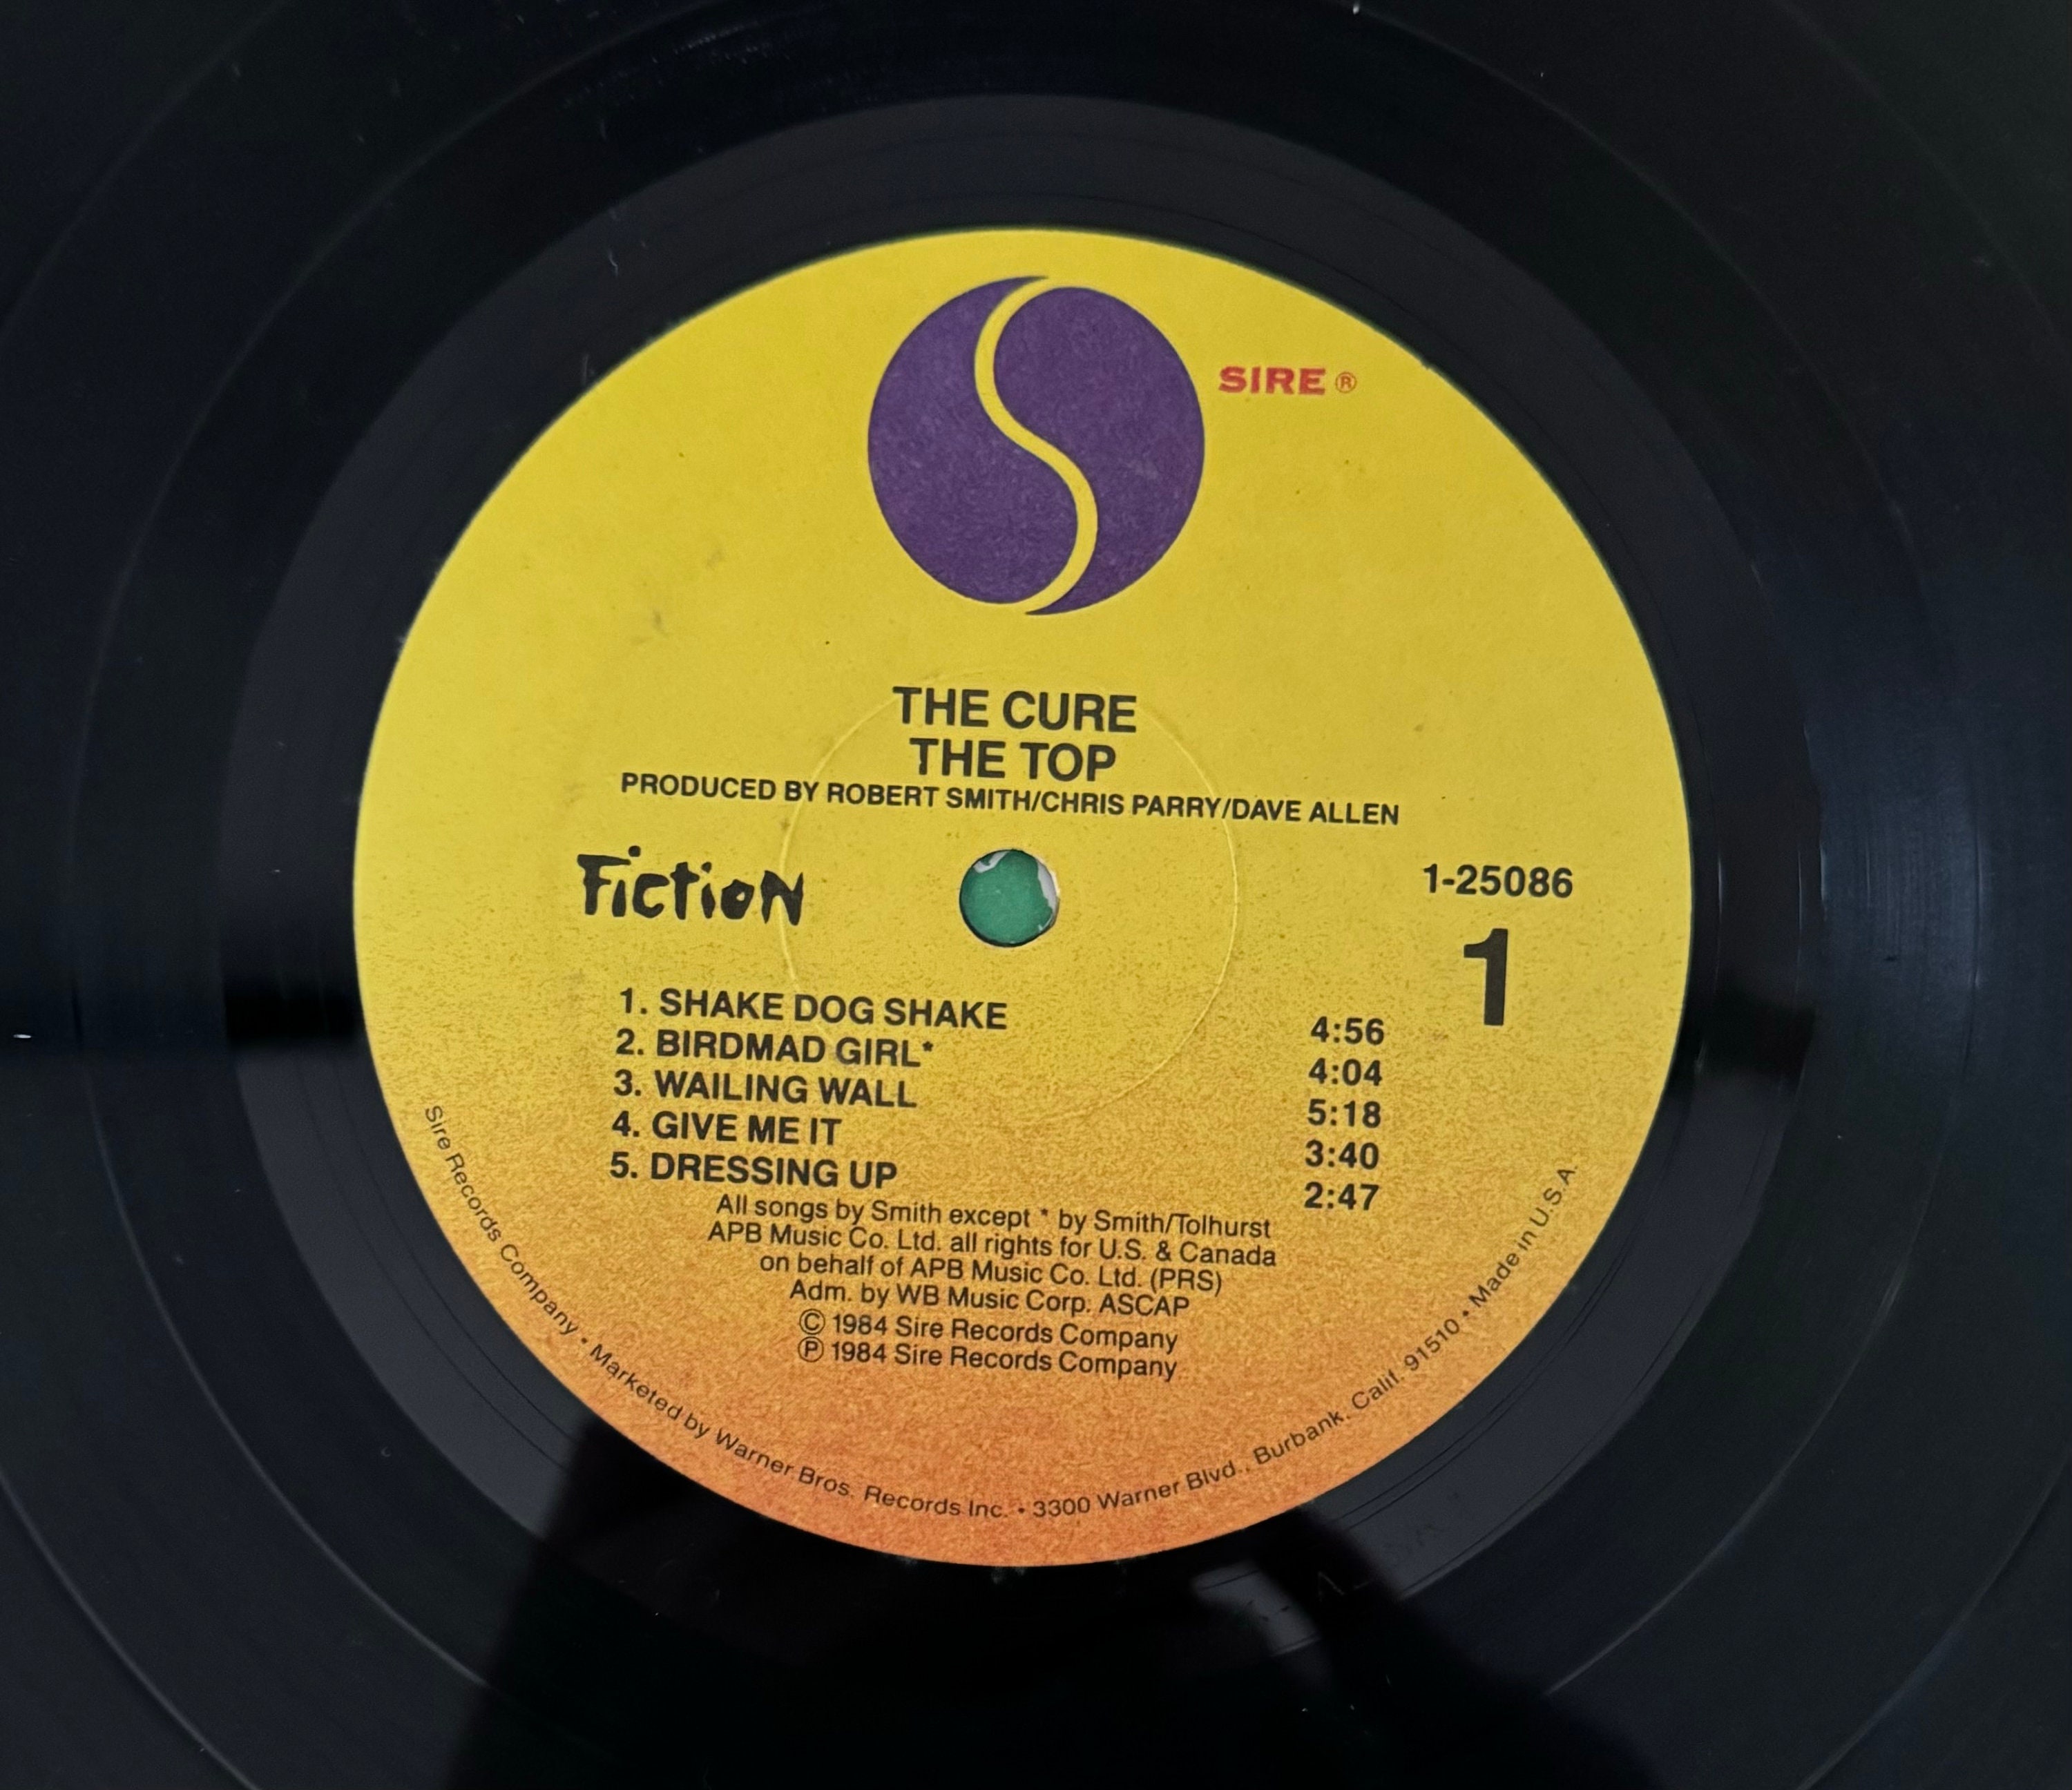 SIRE ®
THE CURE
THE TOP
PRODUCED BY ROBERT SMITH/CHRIS PARRY/DAVE ALLEN
Fiction
1-25086
1
1. SHAKE DOG SHAKE 4:56
2. BIRDMAD GIRL* 4:04
3. WAILING WALL 5:18
4. GIVE ME IT 3:40
5. DRESSING UP 2:47
All songs by Smith except * by Smith/Tolhurst
APB Music Co. Ltd. all rights for U.S. & Canada
on behalf of APB Music Co. Ltd. (PRS)
Adm. by WB Music Corp. ASCAP
© 1984 Sire Records Company
℗ 1984 Sire Records Company
Sire Records Company • Marketed by Warner Bros. Records Inc. • 3300 Warner Blvd., Burbank, Calif. 91510 • Made in U.S.A.